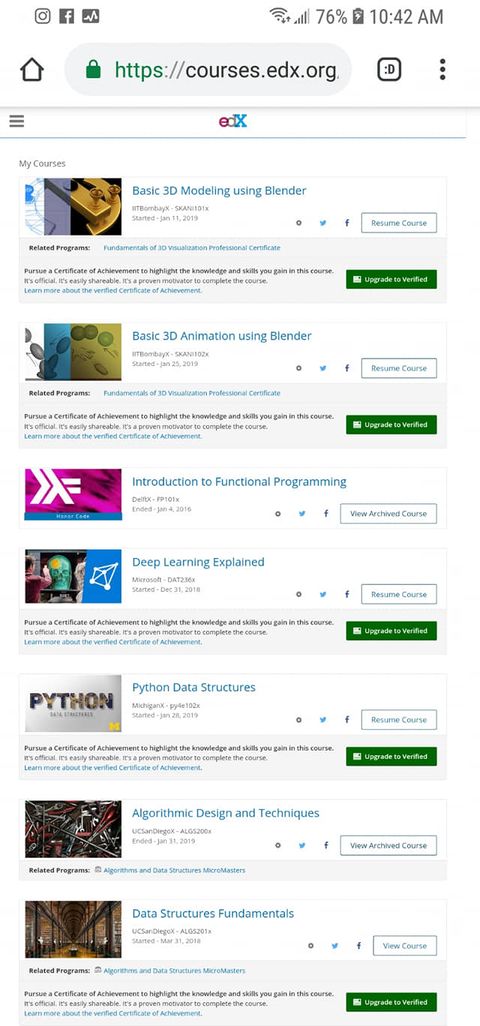 76% 10:42 AM
https://courses.edx.org
:D
edX
My Courses
Basic 3D Modeling using Blender
IITBombayX - SKANI101x
Started - Jan 11, 2019
Resume Course
Related Programs: Fundamentals of 3D Visualization Professional Certificate
Pursue a Certificate of Achievement to highlight the knowledge and skills you gain in this course.
It's official. It's easily shareable. It's a proven motivator to complete the course.
Learn more about the verified Certificate of Achievement.
Upgrade to Verified
Basic 3D Animation using Blender
IITBombayX - SKANI102x
Started - Jan 25, 2019
Resume Course
Related Programs: Fundamentals of 3D Visualization Professional Certificate
Pursue a Certificate of Achievement to highlight the knowledge and skills you gain in this course.
It's official. It's easily shareable. It's a proven motivator to complete the course.
Learn more about the verified Certificate of Achievement.
Upgrade to Verified
Honor Code
Introduction to Functional Programming
DelftX - FP101x
Ended - Jan 4, 2016
View Archived Course
Deep Learning Explained
Microsoft - DAT236x
Started - Dec 31, 2018
Resume Course
Pursue a Certificate of Achievement to highlight the knowledge and skills you gain in this course.
It's official. It's easily shareable. It's a proven motivator to complete the course.
Learn more about the verified Certificate of Achievement.
Upgrade to Verified
PYTHON
DATA STRUCTURES
M
Python Data Structures
MichiganX - py4e102x
Started - Jan 28, 2019
Resume Course
Pursue a Certificate of Achievement to highlight the knowledge and skills you gain in this course.
It's official. It's easily shareable. It's a proven motivator to complete the course.
Learn more about the verified Certificate of Achievement.
Upgrade to Verified
Algorithmic Design and Techniques
UCSanDiegoX - ALGS200x
Ended - Jan 31, 2019
View Archived Course
Related Programs: Algorithms and Data Structures MicroMasters
Data Structures Fundamentals
UCSanDiegoX - ALGS201x
Started - Mar 31, 2018
View Course
Related Programs: Algorithms and Data Structures MicroMasters
Pursue a Certificate of Achievement to highlight the knowledge and skills you gain in this course.
It's official. It's easily shareable. It's a proven motivator to complete the course.
Learn more about the verified Certificate of Achievement.
Upgrade to Verified